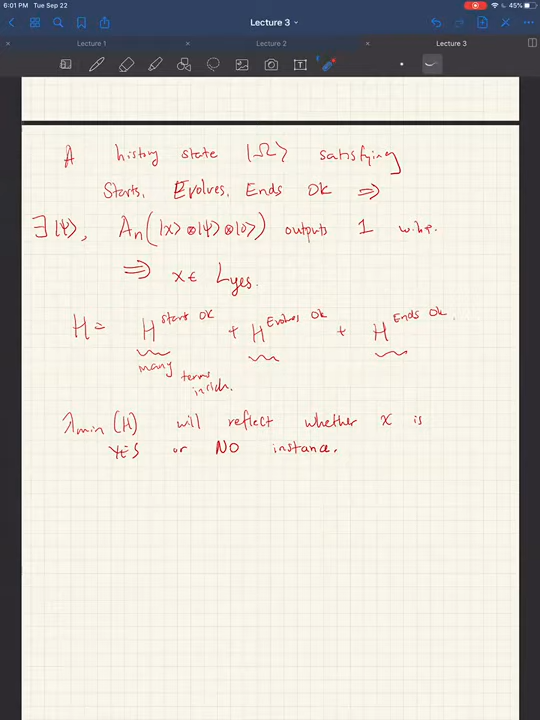 6:01 PM Tue Sep 22
45%
Lecture 3
Lecture 1
Lecture 2
Lecture 3
A history state |Ω⟩ satisfying
Starts, Evolves, Ends OK ⇒
∃|ψ⟩, Aₙ(|x⟩⊗|ψ⟩⊗|0⟩) outputs 1 w.h.p.
⇒ x ∈ Lyes.
H = H^Start OK + H^Evolves Ok + H^Ends Ok.
many terms
in each.
λmin (H) will reflect whether x is
YES or NO instance.